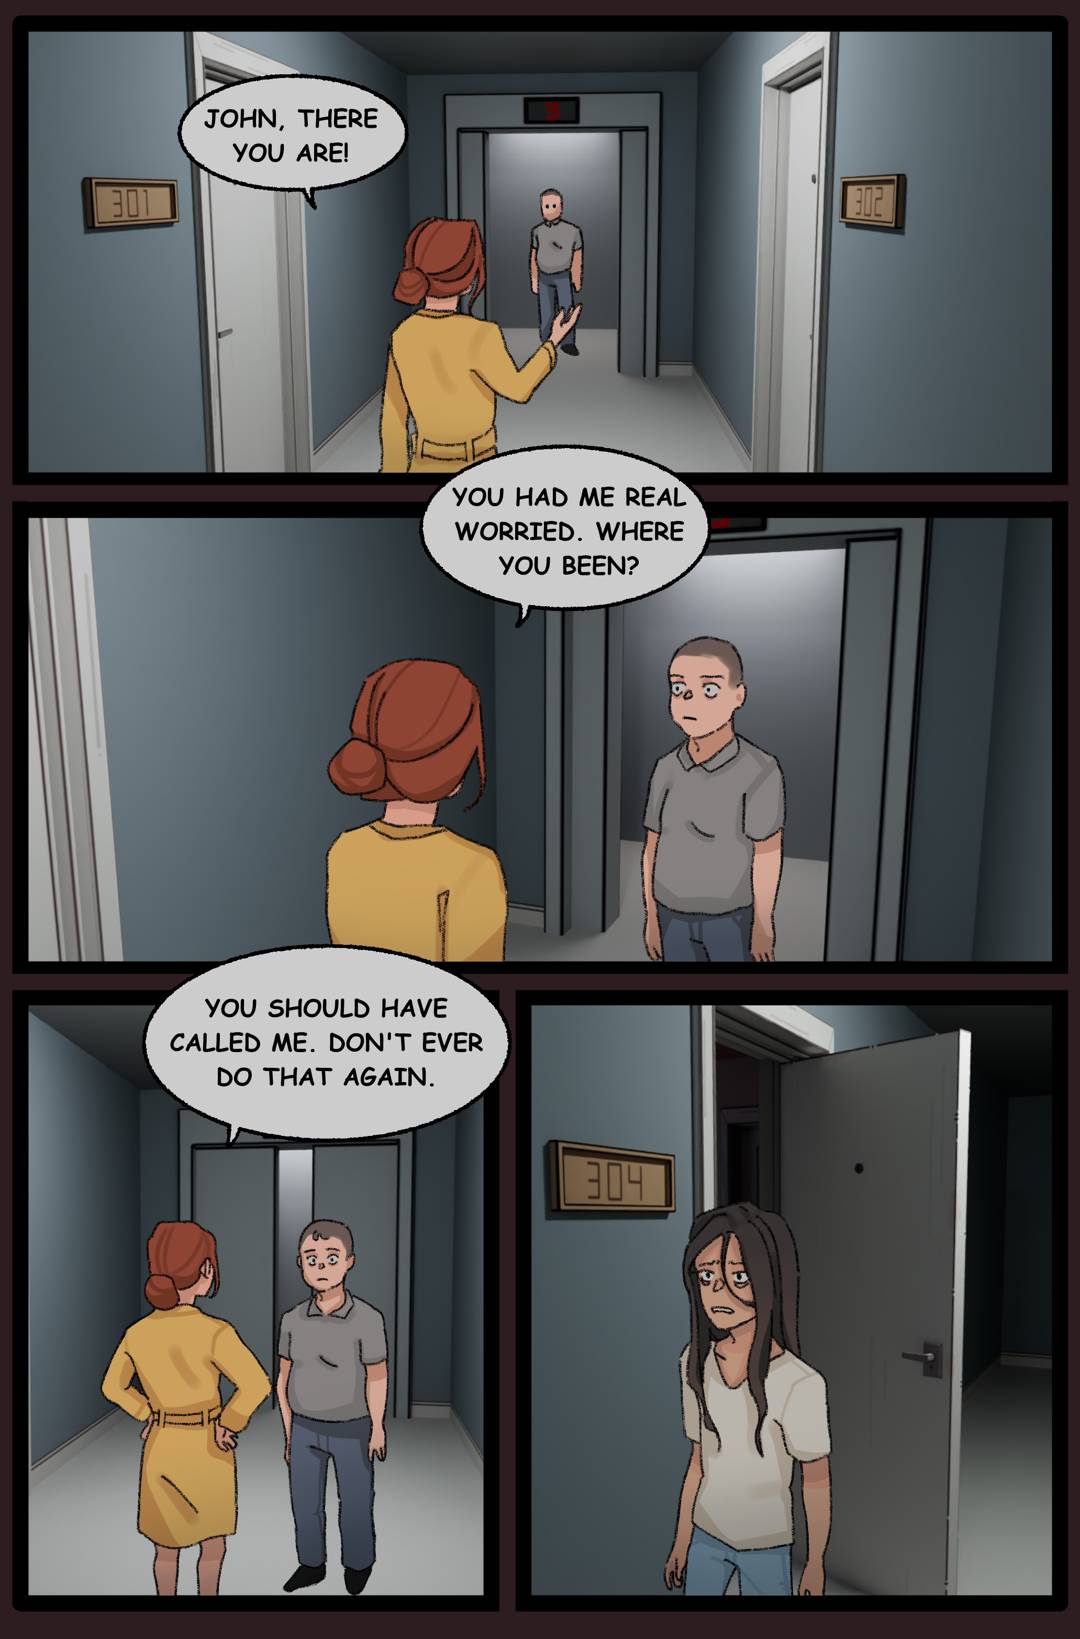 3
JOHN, THERE
YOU ARE!
301
302
YOU HAD ME REAL
WORRIED. WHERE
YOU BEEN?
YOU SHOULD HAVE
CALLED ME. DON'T EVER
DO THAT AGAIN.
304